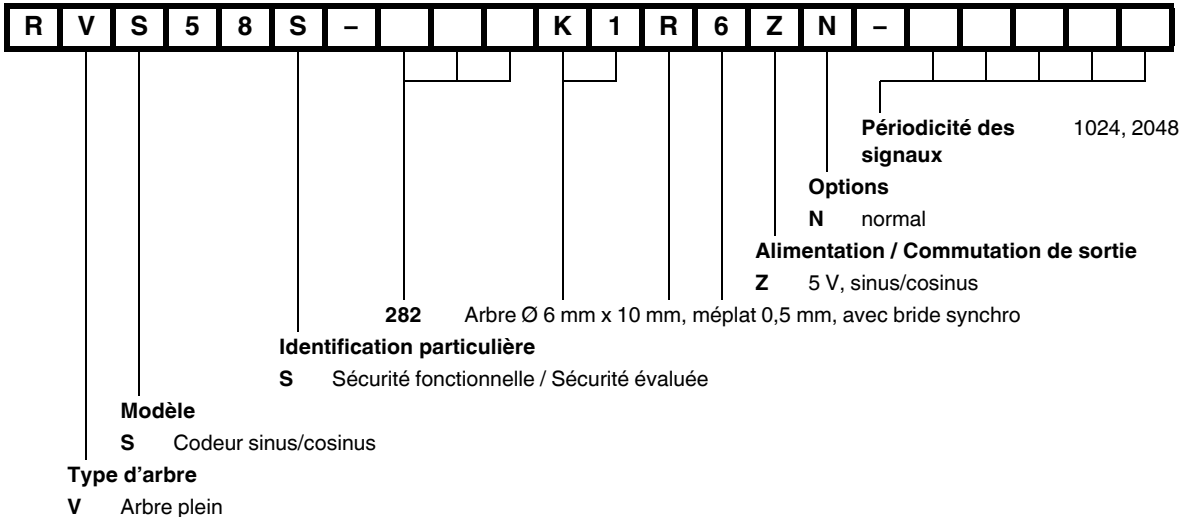 R V S 5 8 S – K 1 R 6 Z N –
Périodicité des signaux 1024, 2048
Options
N normal
Alimentation / Commutation de sortie
Z 5 V, sinus/cosinus
282 Arbre Ø 6 mm x 10 mm, méplat 0,5 mm, avec bride synchro
Identification particulière
S Sécurité fonctionnelle / Sécurité évaluée
Modèle
S Codeur sinus/cosinus
Type d'arbre
V Arbre plein